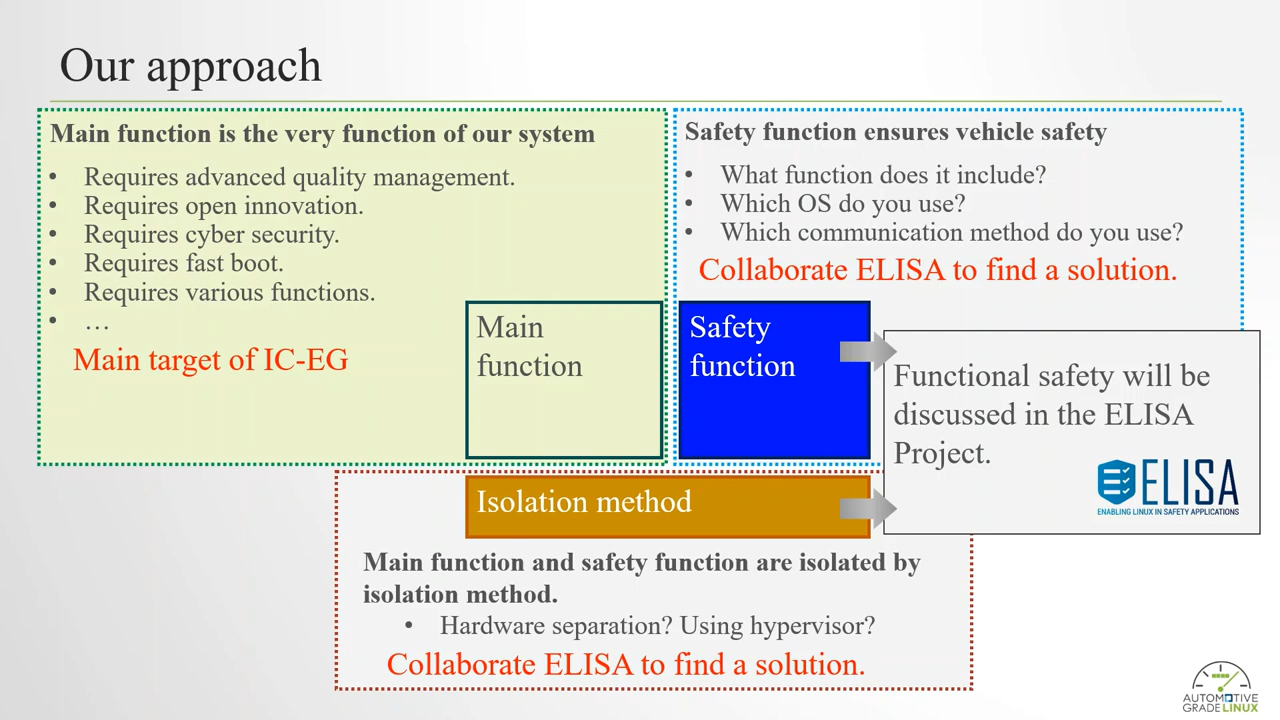 Our approach
Main function is the very function of our system
• Requires advanced quality management.
• Requires open innovation.
• Requires cyber security.
• Requires fast boot.
• Requires various functions.
• …
Main target of IC-EG
Main
function
Safety function ensures vehicle safety
• What function does it include?
• Which OS do you use?
• Which communication method do you use?
Collaborate ELISA to find a solution.
Safety
function
Functional safety will be
discussed in the ELISA
Project.
ELISA
ENABLING LINUX IN SAFETY APPLICATIONS
Isolation method
Main function and safety function are isolated by
isolation method.
• Hardware separation? Using hypervisor?
Collaborate ELISA to find a solution.
AUTOMOTIVE
GRADE LINUX